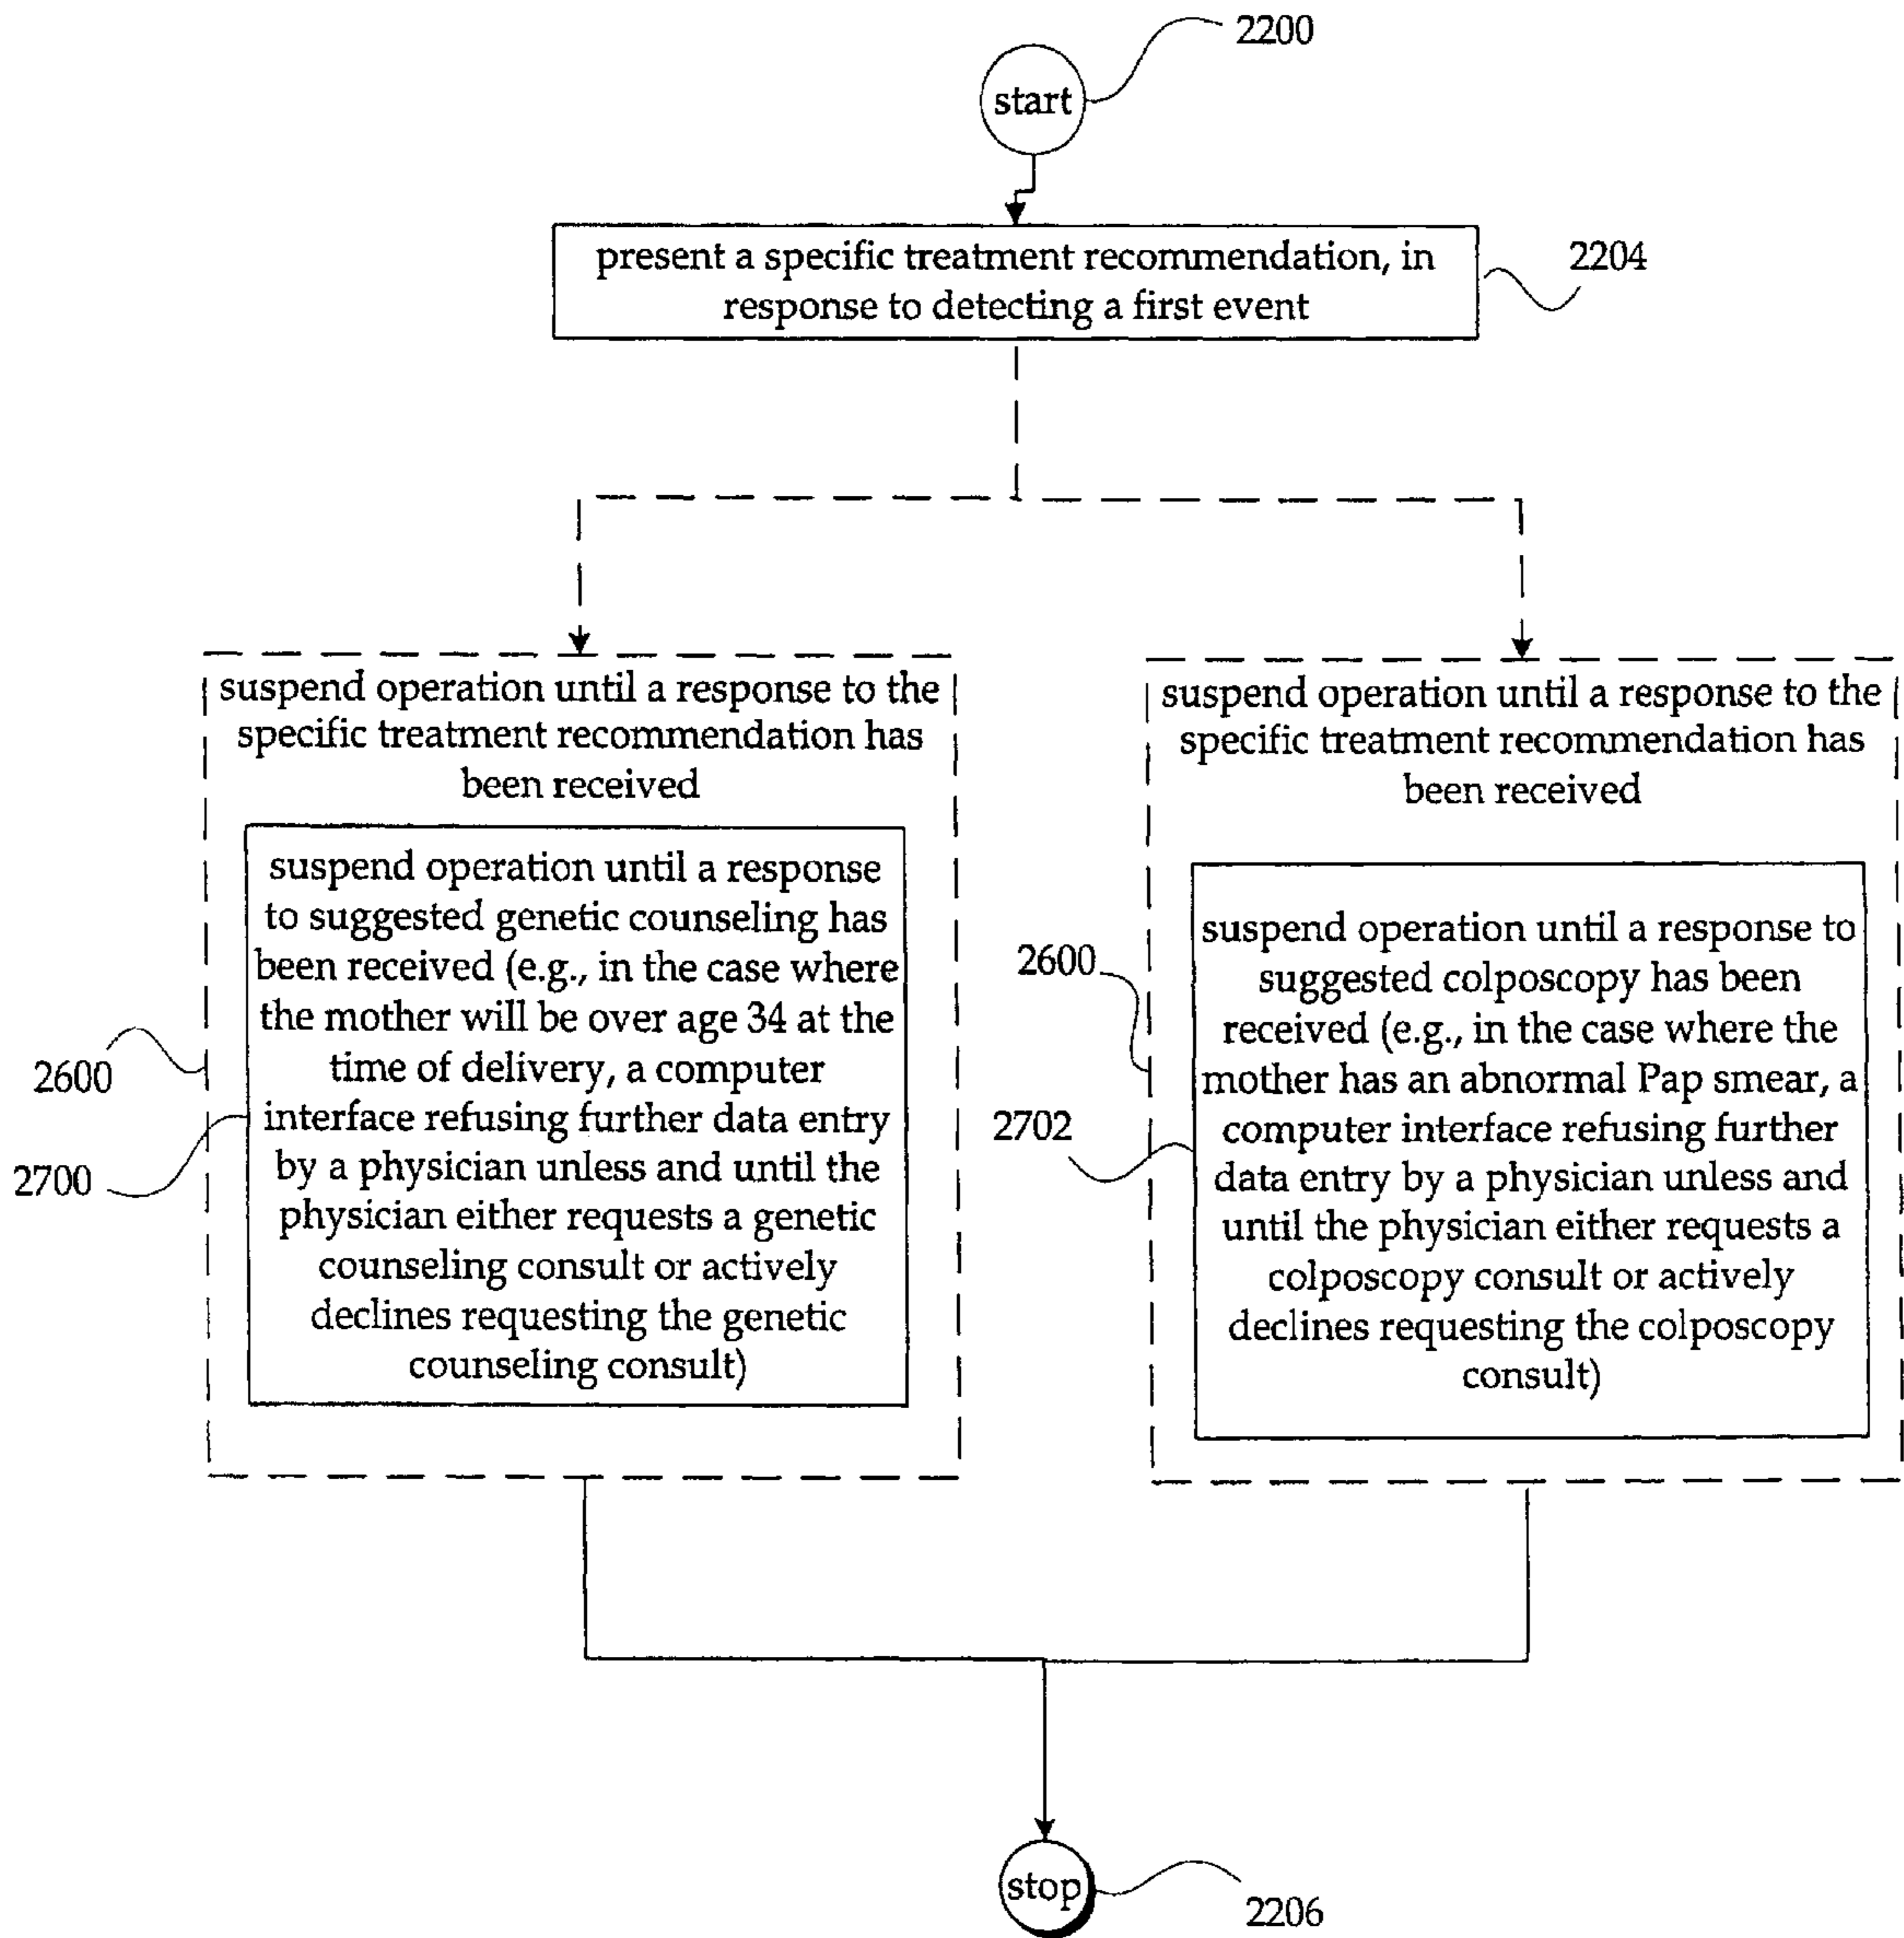 2200
start
present a specific treatment recommendation, in
response to detecting a first event
2204
suspend operation until a response to the
specific treatment recommendation has
been received
suspend operation until a response
to suggested genetic counseling has
been received (e.g., in the case where
the mother will be over age 34 at the
time of delivery, a computer
interface refusing further data entry
by a physician unless and until the
physician either requests a genetic
counseling consult or actively
declines requesting the genetic
counseling consult)
2600
2700
suspend operation until a response to the
specific treatment recommendation has
been received
suspend operation until a response to
suggested colposcopy has been
received (e.g., in the case where the
mother has an abnormal Pap smear, a
computer interface refusing further
data entry by a physician unless and
until the physician either requests a
colposcopy consult or actively
declines requesting the colposcopy
consult)
2600
2702
stop
2206